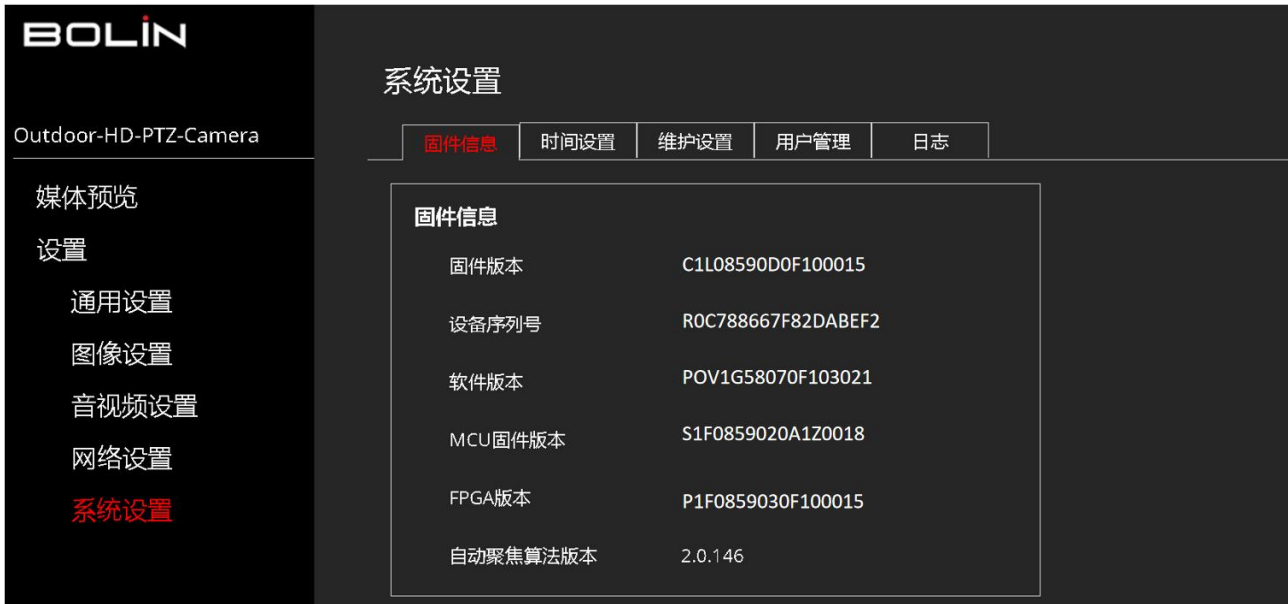 BOLIN
Outdoor-HD-PTZ-Camera
媒体预览
设置
通用设置
图像设置
音视频设置
网络设置
系统设置
系统设置
固件信息 时间设置 维护设置 用户管理 日志
固件信息
固件版本 C1L08590D0F100015
设备序列号 R0C788667F82DABEF2
软件版本 POV1G58070F103021
MCU固件版本 S1F0859020A1Z0018
FPGA版本 P1F0859030F100015
自动聚焦算法版本 2.0.146